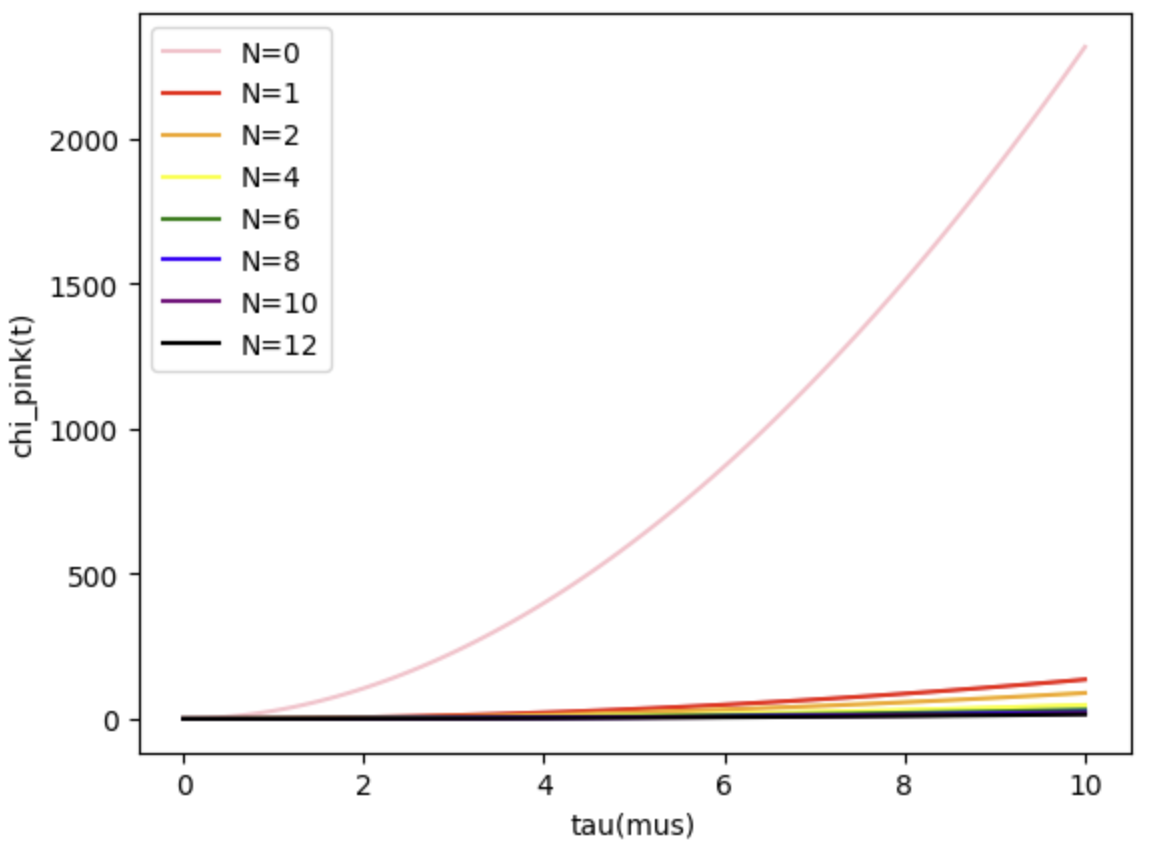 N=0
N=1
N=2
N=4
N=6
N=8
N=10
N=12
2000
1500
1000
500
0
chi_pink(t)
0 2 4 6 8 10
tau(mus)